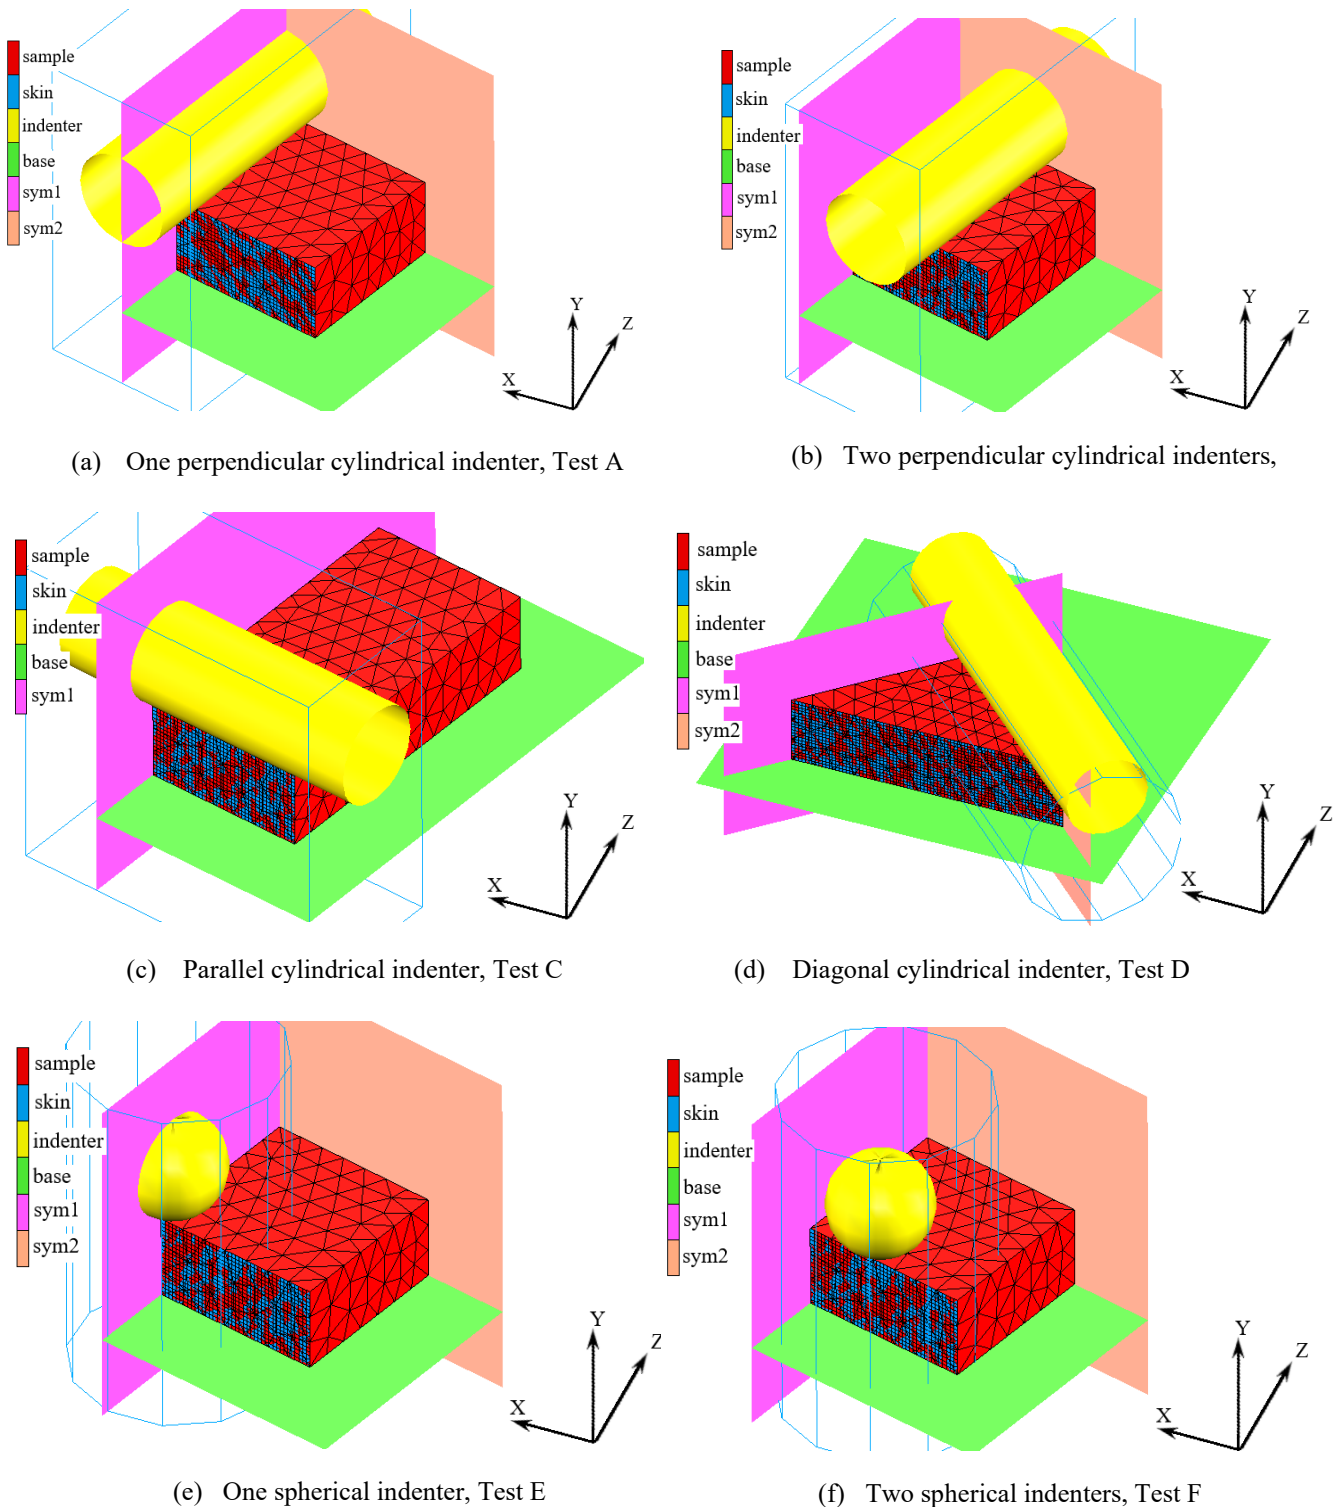 sample
skin
indenter
base
sym1
sym2
Y
Z
X
(a) One perpendicular cylindrical indenter, Test A
sample
skin
indenter
base
sym1
sym2
Y
Z
X
(b) Two perpendicular cylindrical indenters,
sample
skin
indenter
base
sym1
Y
Z
X
(c) Parallel cylindrical indenter, Test C
sample
skin
indenter
base
sym1
sym2
Y
Z
X
(d) Diagonal cylindrical indenter, Test D
sample
skin
indenter
base
sym1
sym2
Y
Z
X
(e) One spherical indenter, Test E
sample
skin
indenter
base
sym1
sym2
Y
Z
X
(f) Two spherical indenters, Test F